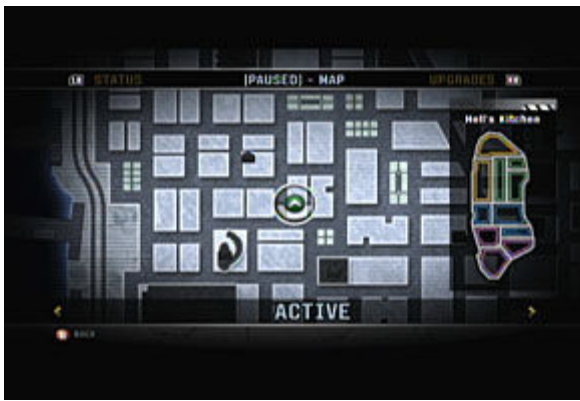 LB STATUS [PAUSED] - MAP UPGRADES RB
Hell's Kitchen
ACTIVE
B BACK